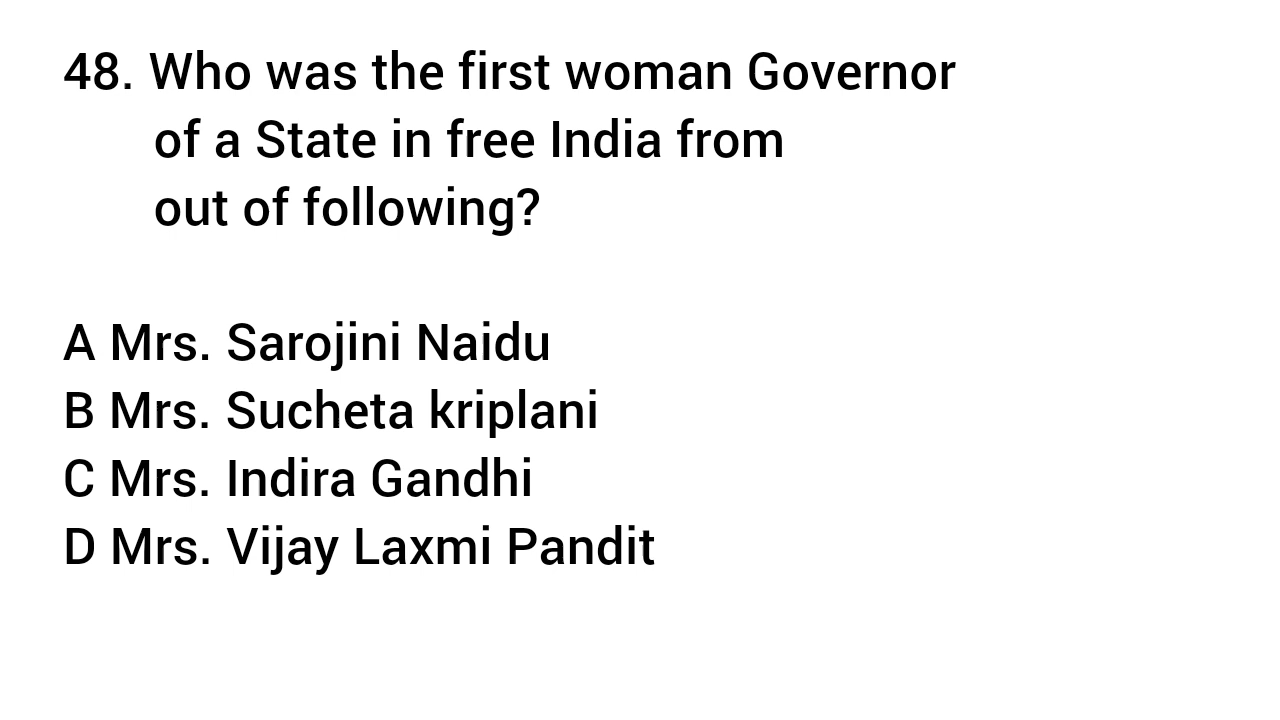 48. Who was the first woman Governor
of a State in free India from
out of following?
A Mrs. Sarojini Naidu
B Mrs. Sucheta kriplani
C Mrs. Indira Gandhi
D Mrs. Vijay Laxmi Pandit